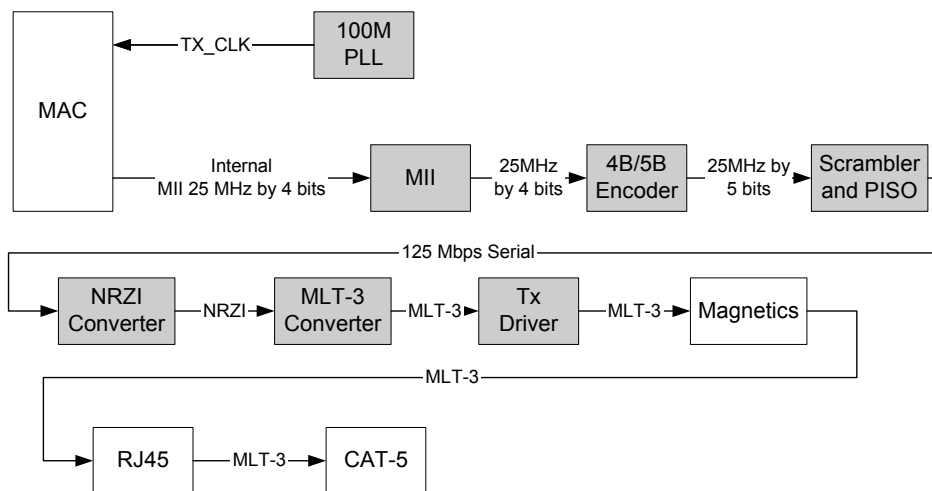 TX_CLK
100M
PLL
MAC
Internal
MII 25 MHz by 4 bits
MII
25MHz
by 4 bits
4B/5B
Encoder
25MHz by
5 bits
Scrambler
and PISO
125 Mbps Serial
NRZI
Converter
NRZI
MLT-3
Converter
MLT-3
Tx
Driver
MLT-3
Magnetics
MLT-3
RJ45
MLT-3
CAT-5